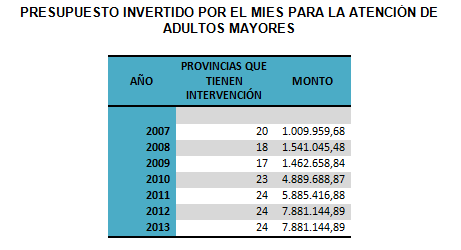 PRESUPUESTO INVERTIDO POR EL MIES PARA LA ATENCIÓN DE
ADULTOS MAYORES
AÑO PROVINCIAS QUE TIENEN INTERVENCIÓN MONTO
2007 20 1.009.959,68
2008 18 1.541.045,48
2009 17 1.462.658,84
2010 23 4.889.688,87
2011 24 5.885.416,88
2012 24 7.881.144,89
2013 24 7.881.144,89